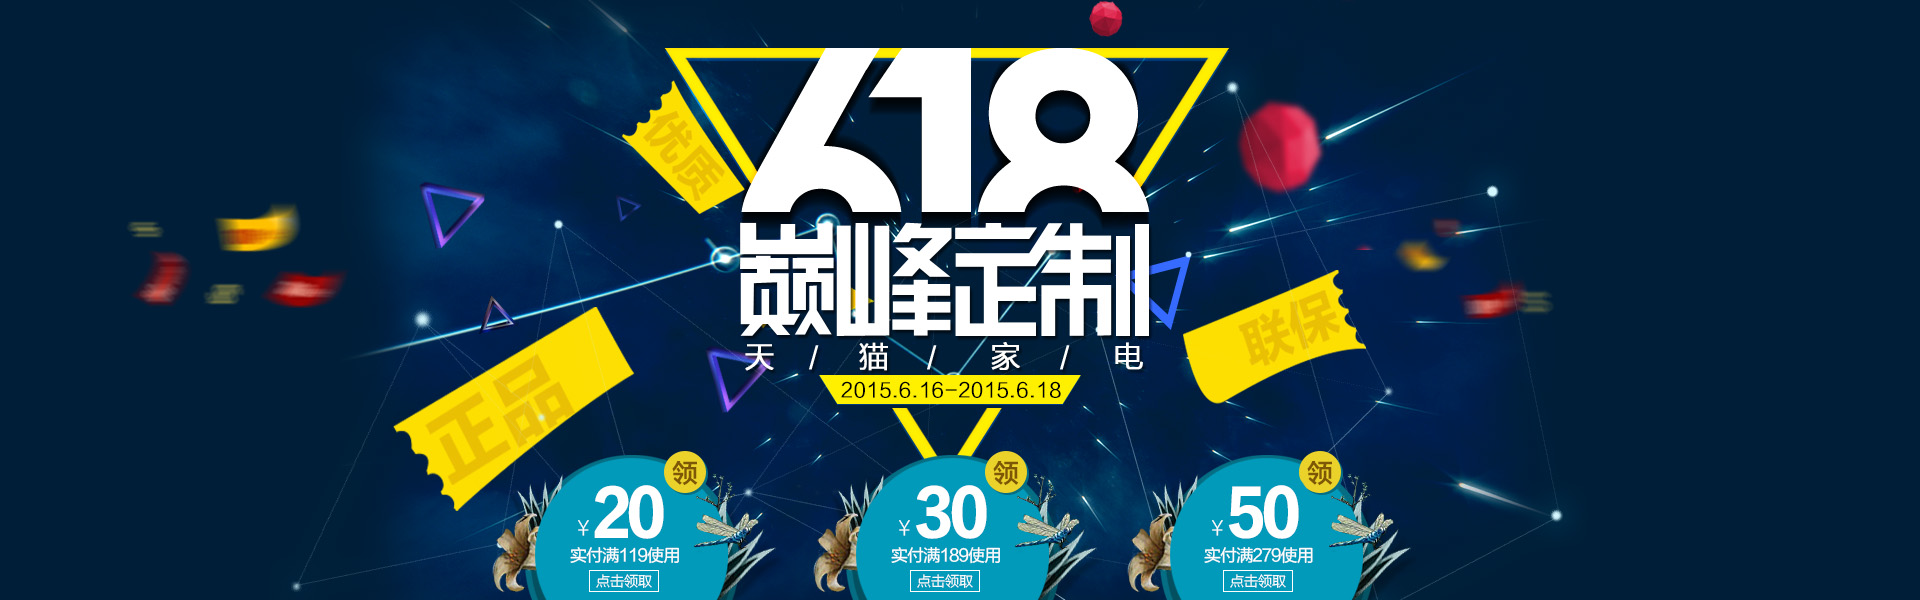 618
巅峰定制
天/猫/家/电
2015.6.16-2015.6.18
优质
正品
联保
领
¥20
实付满119使用
点击领取
领
¥30
实付满189使用
点击领取
领
¥50
实付满279使用
点击领取